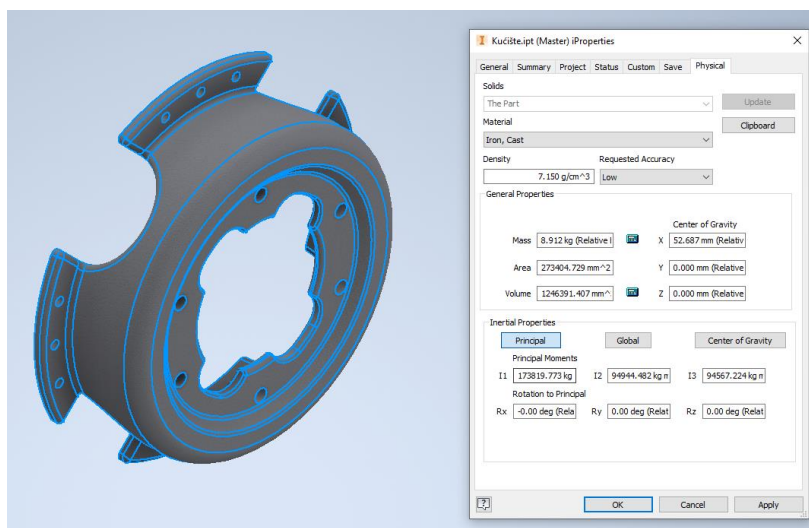 Kućište.ipt (Master) iProperties
General Summary Project Status Custom Save Physical
Solids
The Part
Update
Material
Iron, Cast
Clipboard
Density
Requested Accuracy
7.150 g/cm^3
Low
General Properties
Center of Gravity
Mass 8.912 kg (Relative I X 52.687 mm (Relativ
Area 273404.729 mm^2 Y 0.000 mm (Relative
Volume 1246391.407 mm^ Z 0.000 mm (Relative
Inertial Properties
Principal Global Center of Gravity
Principal Moments
I1 173819.773 kg I2 94944.482 kg m I3 94567.224 kg m
Rotation to Principal
Rx -0.00 deg (Rela Ry 0.00 deg (Relat Rz 0.00 deg (Relat
?
OK Cancel Apply